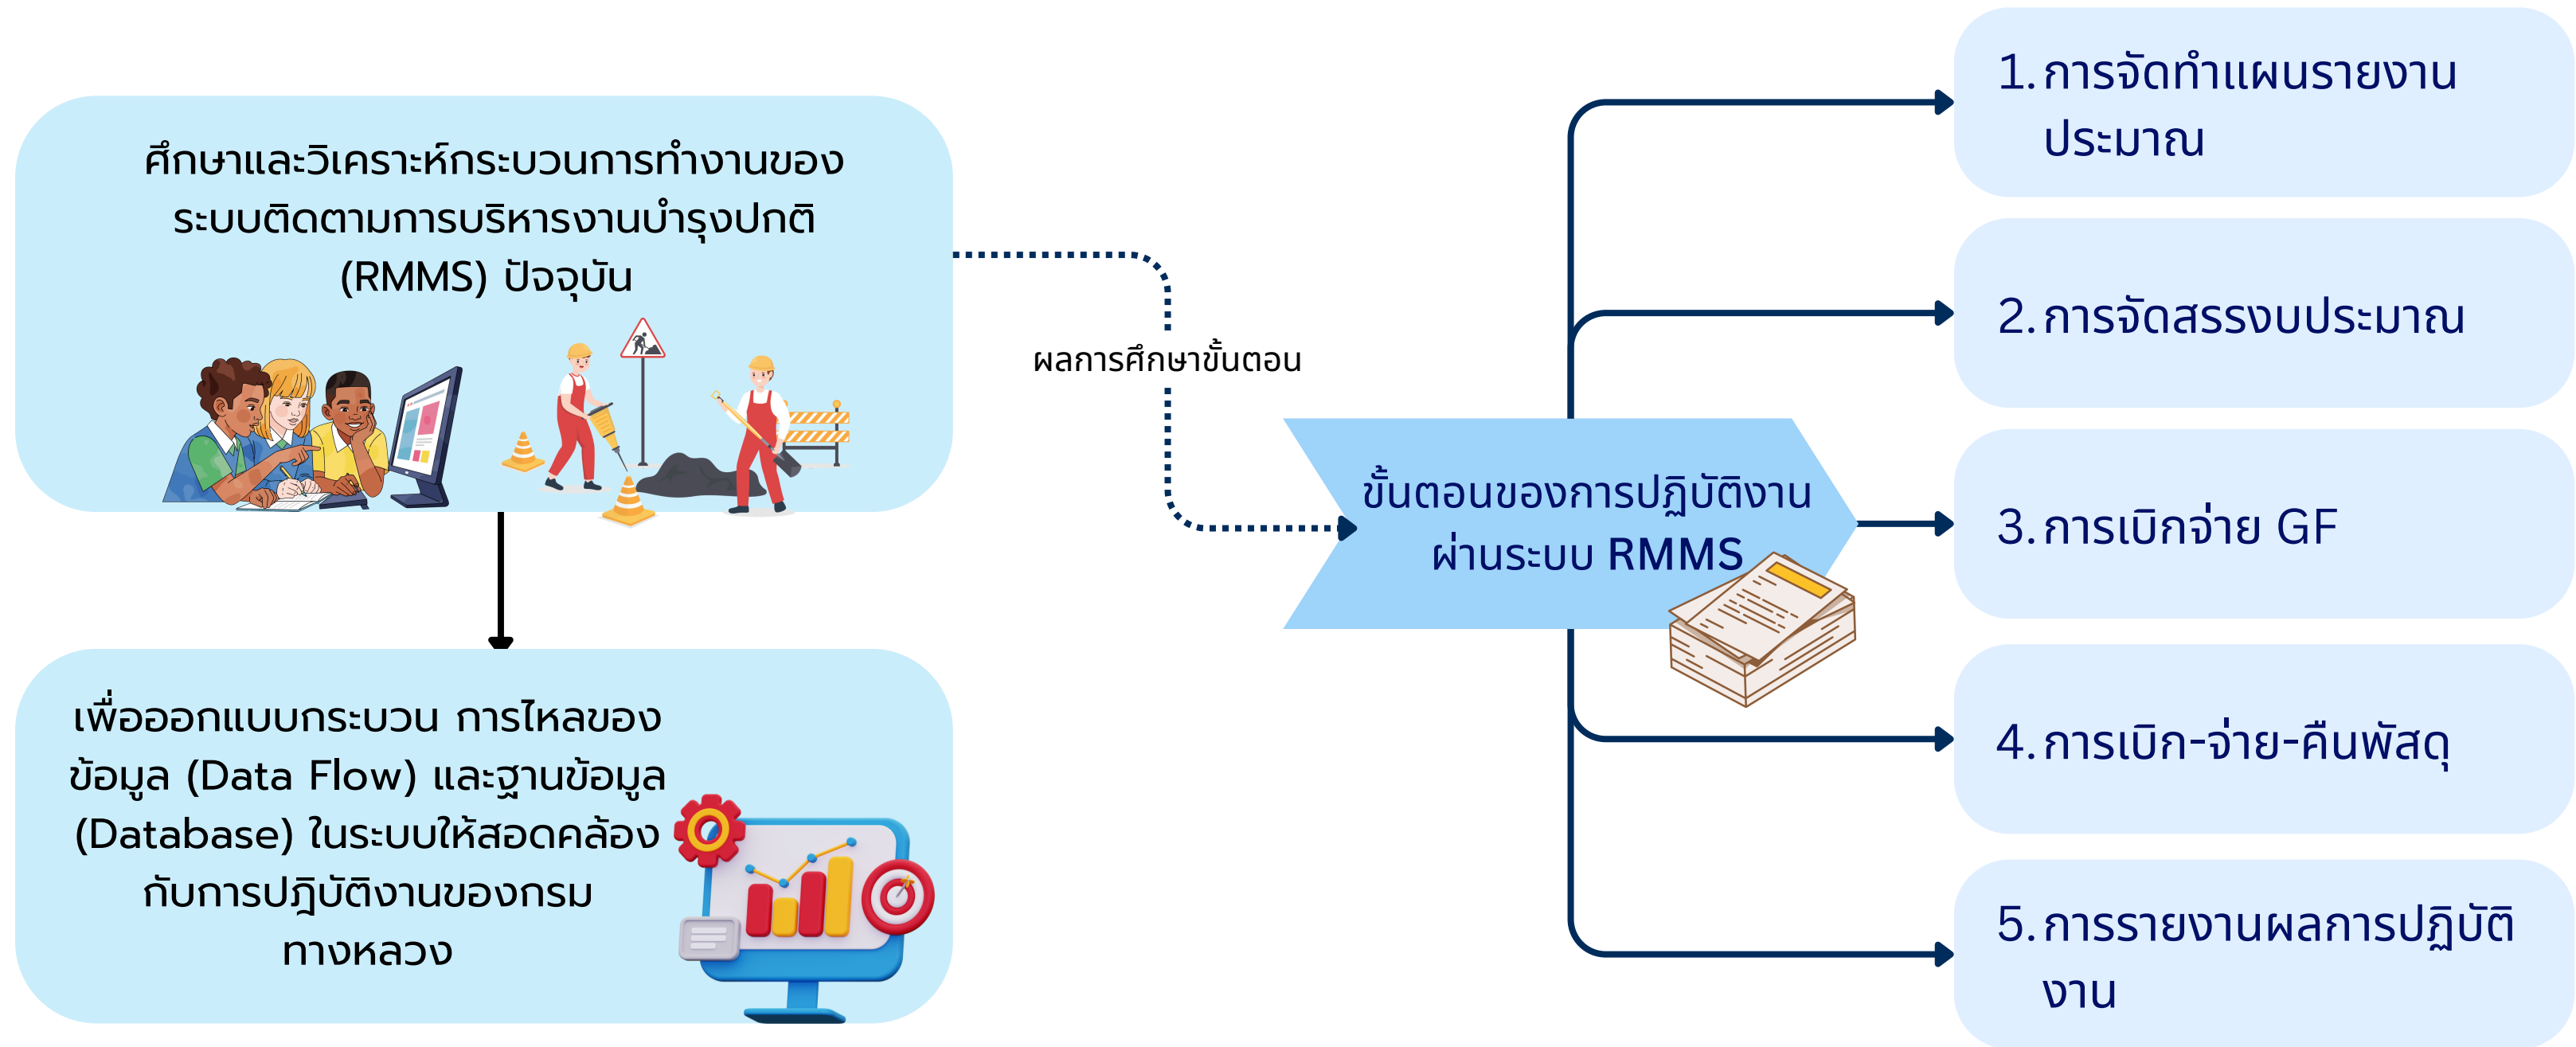 ศึกษาและวิเคราะห์กระบวนการทำงานของ
ระบบติดตามการบริหารงานบำรุงปกติ
(RMMS) ปัจจุบัน
เพื่อออกแบบกระบวน การไหลของ
ข้อมูล (Data Flow) และฐานข้อมูล
(Database) ในระบบให้สอดคล้อง
กับการปฎิบัติงานของกรม
ทางหลวง
ผลการศึกษาขั้นตอน
ขั้นตอนของการปฏิบัติงาน
ผ่านระบบ RMMS
1. การจัดทำแผนรายงาน
ประมาณ
2. การจัดสรรงบประมาณ
3. การเบิกจ่าย GF
4. การเบิก-จ่าย-คืนพัสดุ
5. การรายงานผลการปฏิบัติ
งาน